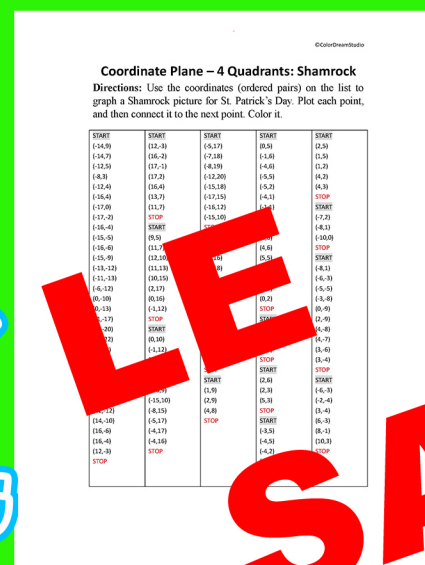 ©ColorDreamStudio
Coordinate Plane – 4 Quadrants: Shamrock
Directions: Use the coordinates (ordered pairs) on the list to
graph a Shamrock picture for St. Patrick's Day. Plot each point,
and then connect it to the next point. Color it.
START
(-14,9)
(-14,7)
(-12,5)
(-8,3)
(-12,4)
(-16,4)
(-17,0)
(-17,-2)
(-16,-4)
(-15,-5)
(-16,-6)
(-15,-9)
(-13,-12)
(-11,-13)
(-6,-12)
(0,-10)
(14,-10)
(16,-6)
(16,-4)
(12,-3)
STOP
START
(12,-3)
(16,-2)
(17,-1)
(17,2)
(16,4)
(13,7)
(11,7)
STOP
START
(9,5)
(11,7)
(12,10)
(11,13)
(10,15)
(2,17)
(0,16)
(-1,12)
STOP
START
(0,10)
(-1,12)
(-15,10)
(-8,15)
(-5,17)
(-4,17)
(-4,16)
STOP
START
(-5,17)
(-7,18)
(-8,19)
(-12,20)
(-15,18)
(-17,15)
(-16,12)
(-15,10)
START
(1,9)
(2,9)
(4,8)
STOP
START
(0,5)
(-1,6)
(-4,6)
(-5,5)
(-5,2)
(-4,1)
(4,6)
(5,5)
(0,2)
STOP
STOP
START
(2,6)
(2,3)
(5,3)
STOP
START
(-3,5)
(-4,5)
(-4,2)
START
(2,5)
(1,5)
(1,2)
(4,2)
(4,3)
STOP
START
(-7,2)
(-8,1)
(-10,0)
STOP
START
(-8,1)
(-6,-3)
(-5,-5)
(-3,-8)
(0,-9)
(2,-9)
(4,-8)
(4,-7)
(3,-6)
(3,-4)
STOP
START
(-6,-3)
(-2,-4)
(3,-4)
(6,-3)
(8,-1)
(10,3)
STOP
LE
SA